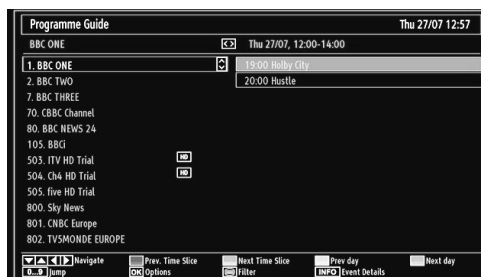 Programme Guide Thu 27/07 12:57
BBC ONE Thu 27/07, 12:00-14:00
1. BBC ONE 19:00 Holby City
2. BBC TWO 20:00 Hustle
7. BBC THREE
70. CBBC Channel
80. BBC NEWS 24
105. BBCi
503. ITV HD Trial HD
504. Ch4 HD Trial HD
505. five HD Trial
800. Sky News
801. CNBC Europe
802. TV5MONDE EUROPE
Navigate Prev. Time Slice Next Time Slice Prev day Next day
0...9 Jump OK Options Filter INFO Event Details